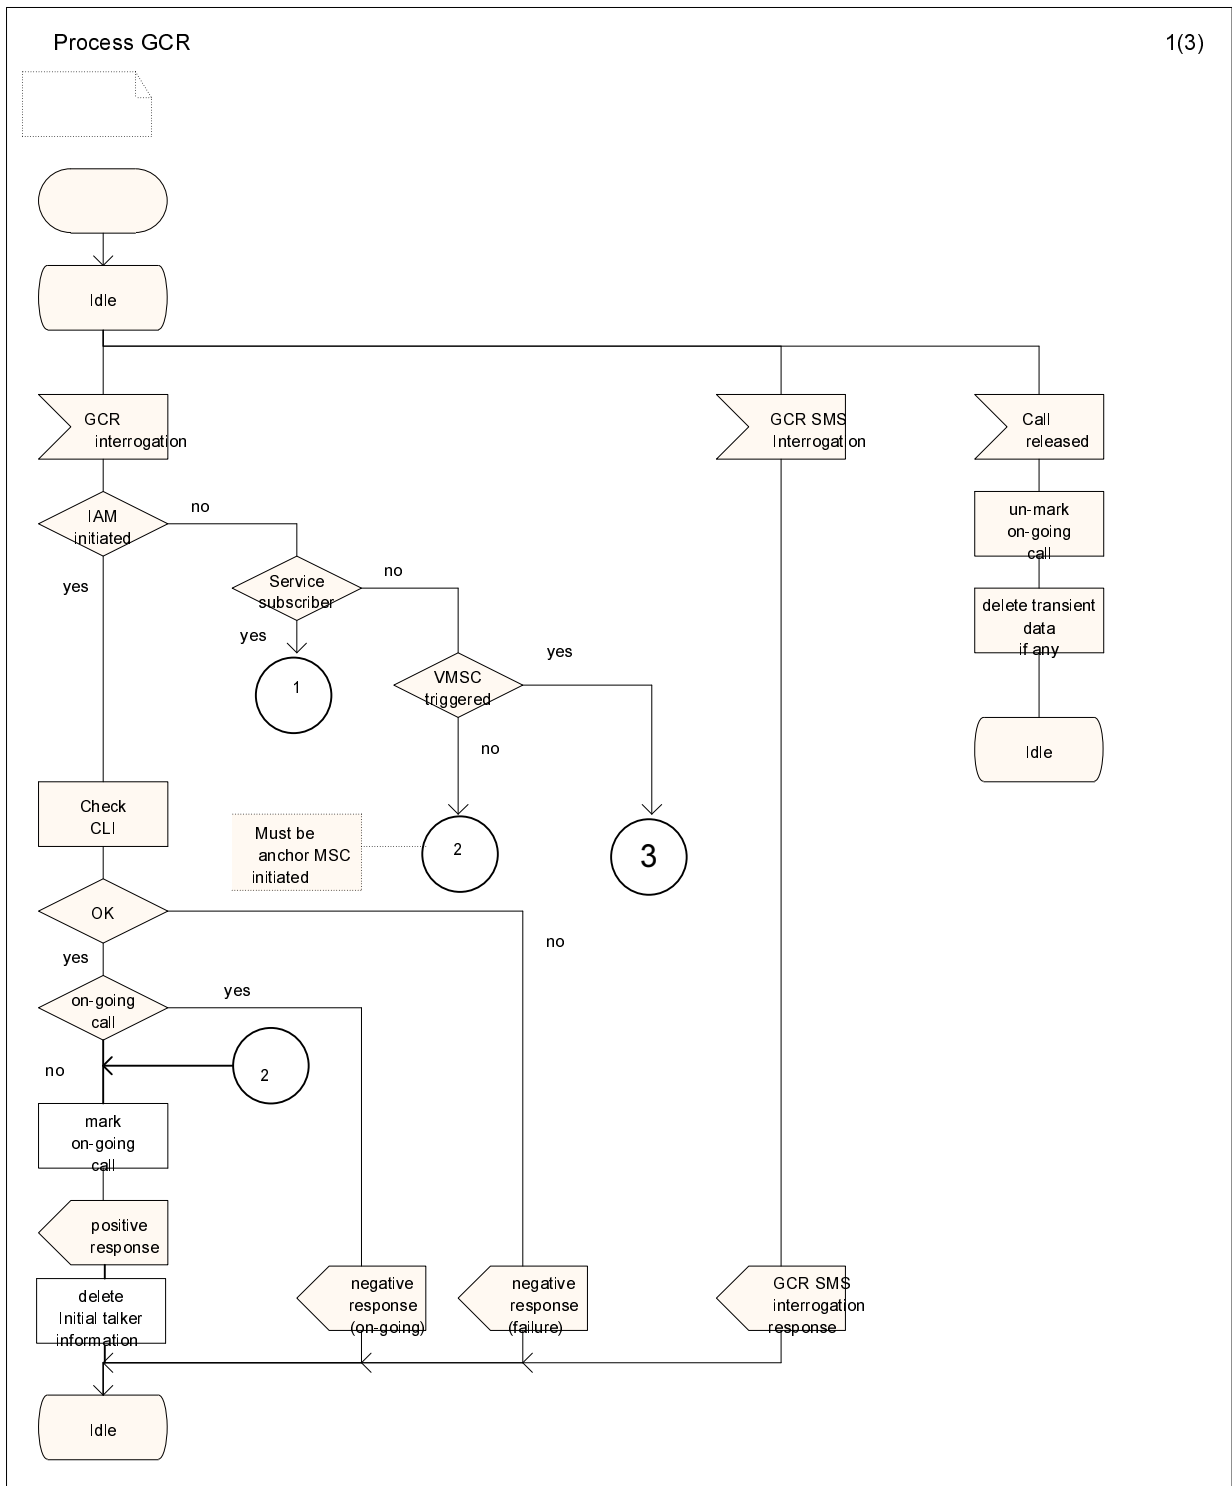 Process GCR
1(3)
Idle
GCR
interrogation
GCR SMS
Interrogation
Call
released
IAM
initiated
no
yes
un-mark
on-going
call
Service
subscriber
no
yes
delete transient
data
if any
1
VMSC
triggered
yes
no
Idle
Check
CLI
Must be
anchor MSC
initiated
2
3
OK
no
yes
on-going
call
yes
no
2
mark
on-going
call
positive
response
delete
Initial talker
information
negative
response
(on-going)
negative
response
(failure)
GCR SMS
interrogation
response
Idle